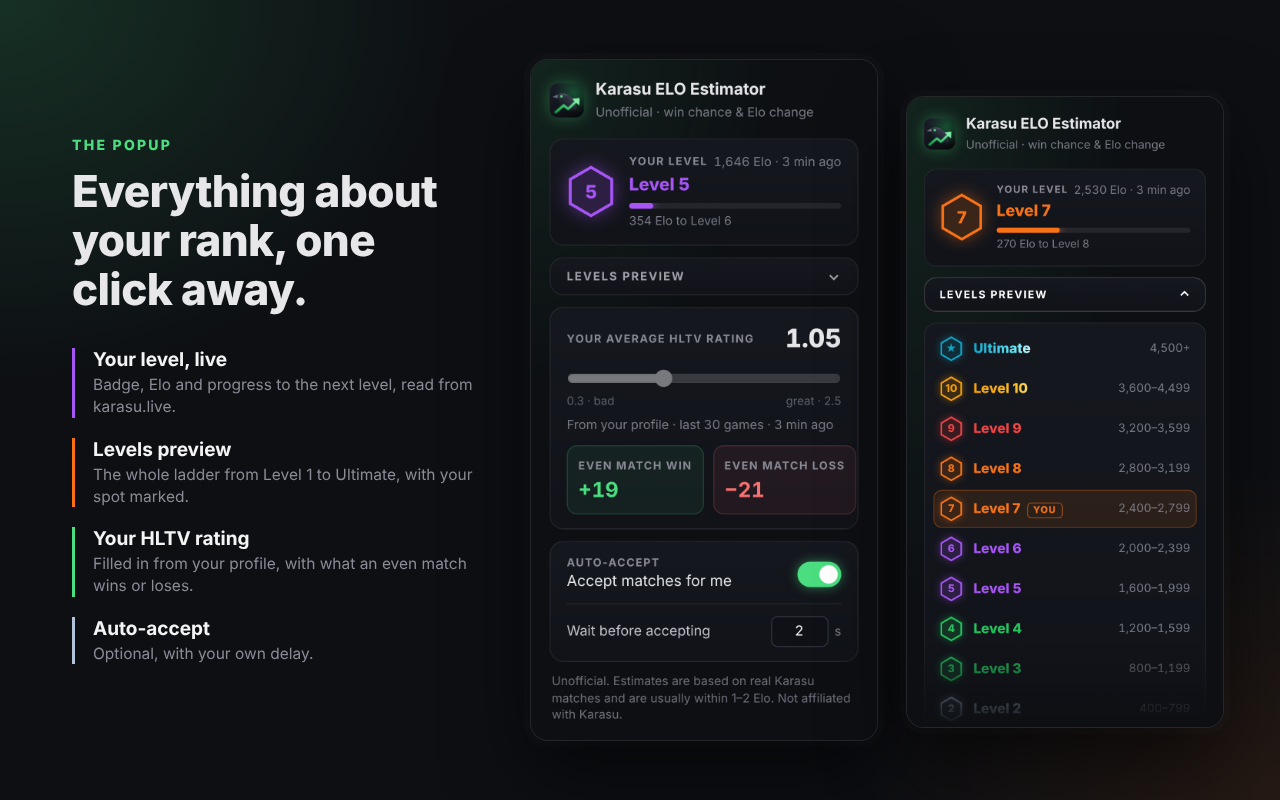 THE POPUP
Everything about
your rank, one
click away.
Your level, live
Badge, Elo and progress to the next level, read from
karasu.live.
Levels preview
The whole ladder from Level 1 to Ultimate, with your
spot marked.
Your HLTV rating
Filled in from your profile, with what an even match
wins or loses.
Auto-accept
Optional, with your own delay.
Karasu ELO Estimator
Unofficial · win chance & Elo change
5
YOUR LEVEL 1,646 Elo · 3 min ago
Level 5
354 Elo to Level 6
LEVELS PREVIEW
YOUR AVERAGE HLTV RATING 1.05
0.3 · bad great · 2.5
From your profile · last 30 games · 3 min ago
EVEN MATCH WIN EVEN MATCH LOSS
+19 −21
AUTO-ACCEPT
Accept matches for me
Wait before accepting 2 s
Unofficial. Estimates are based on real Karasu
matches and are usually within 1–2 Elo. Not affiliated
with Karasu.
Karasu ELO Estimator
Unofficial · win chance & Elo change
7
YOUR LEVEL 2,530 Elo · 3 min ago
Level 7
270 Elo to Level 8
LEVELS PREVIEW
Ultimate 4,500+
10 Level 10 3,600–4,499
9 Level 9 3,200–3,599
8 Level 8 2,800–3,199
7 Level 7 YOU 2,400–2,799
6 Level 6 2,000–2,399
5 Level 5 1,600–1,999
4 Level 4 1,200–1,599
3 Level 3 800–1,199
2 Level 2 400–799